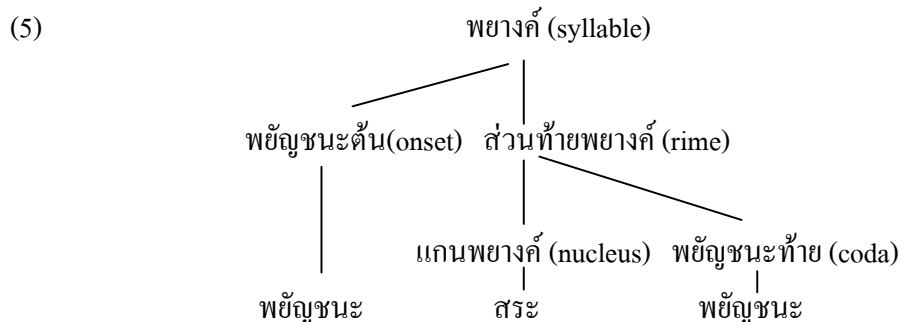 (5) พยางค์ (syllable)
พยัญชนะต้น(onset) ส่วนท้ายพยางค์ (rime)
แกนพยางค์ (nucleus) พยัญชนะท้าย (coda)
พยัญชนะ สระ พยัญชนะ